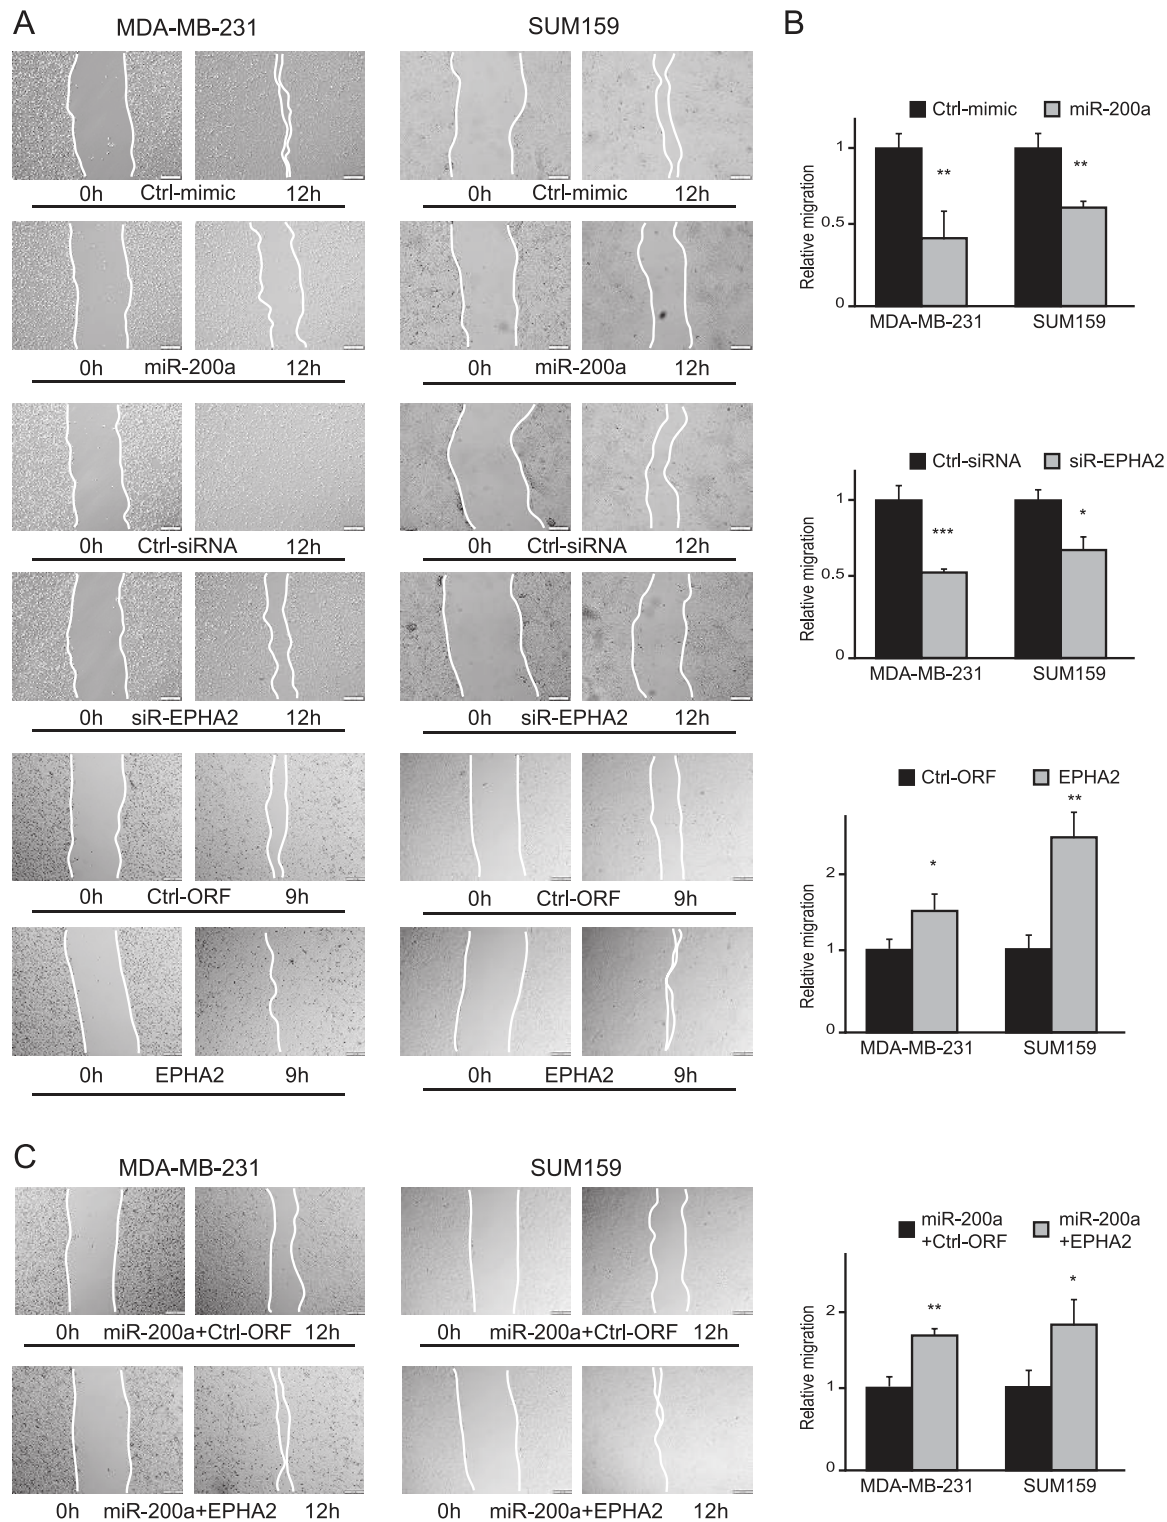 A
MDA-MB-231
SUM159
0h Ctrl-mimic 12h
0h Ctrl-mimic 12h
0h miR-200a 12h
0h miR-200a 12h
0h Ctrl-siRNA 12h
0h Ctrl-siRNA 12h
0h siR-EPHA2 12h
0h siR-EPHA2 12h
0h Ctrl-ORF 9h
0h Ctrl-ORF 9h
0h EPHA2 9h
0h EPHA2 9h
B
Ctrl-mimic miR-200a
Relative migration
1
0.5
0
** **
MDA-MB-231 SUM159
Ctrl-siRNA siR-EPHA2
Relative migration
1
0.5
0
*** *
MDA-MB-231 SUM159
Ctrl-ORF EPHA2
Relative migration
2
1
0
* **
MDA-MB-231 SUM159
C
MDA-MB-231
SUM159
0h miR-200a+Ctrl-ORF 12h
0h miR-200a+Ctrl-ORF 12h
0h miR-200a+EPHA2 12h
0h miR-200a+EPHA2 12h
miR-200a miR-200a
+Ctrl-ORF +EPHA2
Relative migration
2
1
0
** *
MDA-MB-231 SUM159